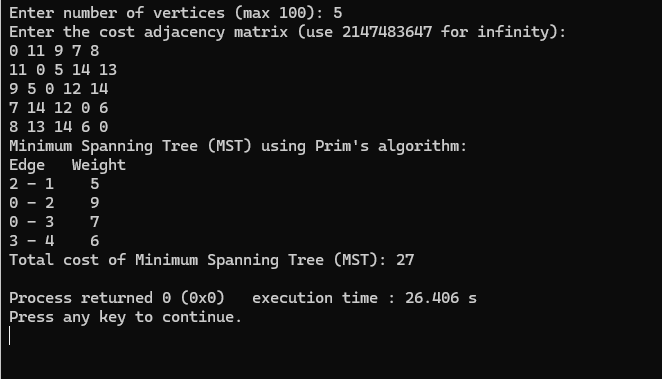 Enter number of vertices (max 100): 5
Enter the cost adjacency matrix (use 2147483647 for infinity):
0 11 9 7 8
11 0 5 14 13
9 5 0 12 14
7 14 12 0 6
8 13 14 6 0
Minimum Spanning Tree (MST) using Prim's algorithm:
Edge   Weight
2 - 1    5
0 - 2    9
0 - 3    7
3 - 4    6
Total cost of Minimum Spanning Tree (MST): 27
Process returned 0 (0x0)   execution time : 26.406 s
Press any key to continue.